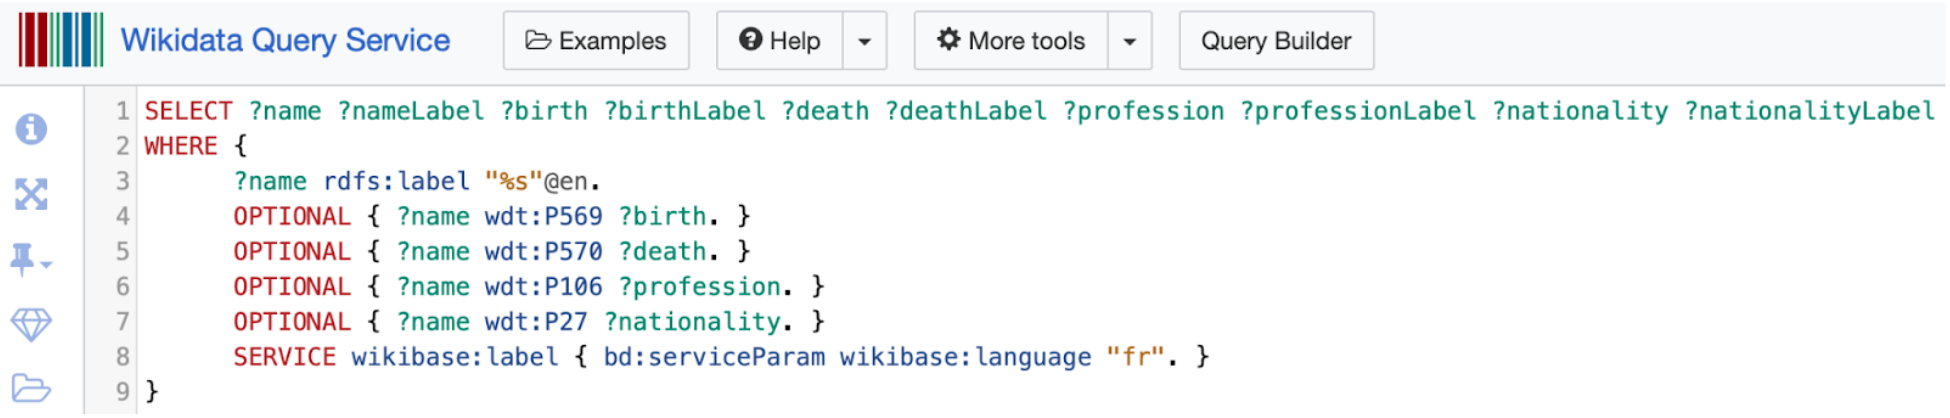 Wikidata Query Service Examples Help More tools Query Builder
1 SELECT ?name ?nameLabel ?birth ?birthLabel ?death ?deathLabel ?profession ?professionLabel ?nationality ?nationalityLabel
2 WHERE {
3 ?name rdfs:label "%s"@en.
4 OPTIONAL { ?name wdt:P569 ?birth. }
5 OPTIONAL { ?name wdt:P570 ?death. }
6 OPTIONAL { ?name wdt:P106 ?profession. }
7 OPTIONAL { ?name wdt:P27 ?nationality. }
8 SERVICE wikibase:label { bd:serviceParam wikibase:language "fr". }
9 }